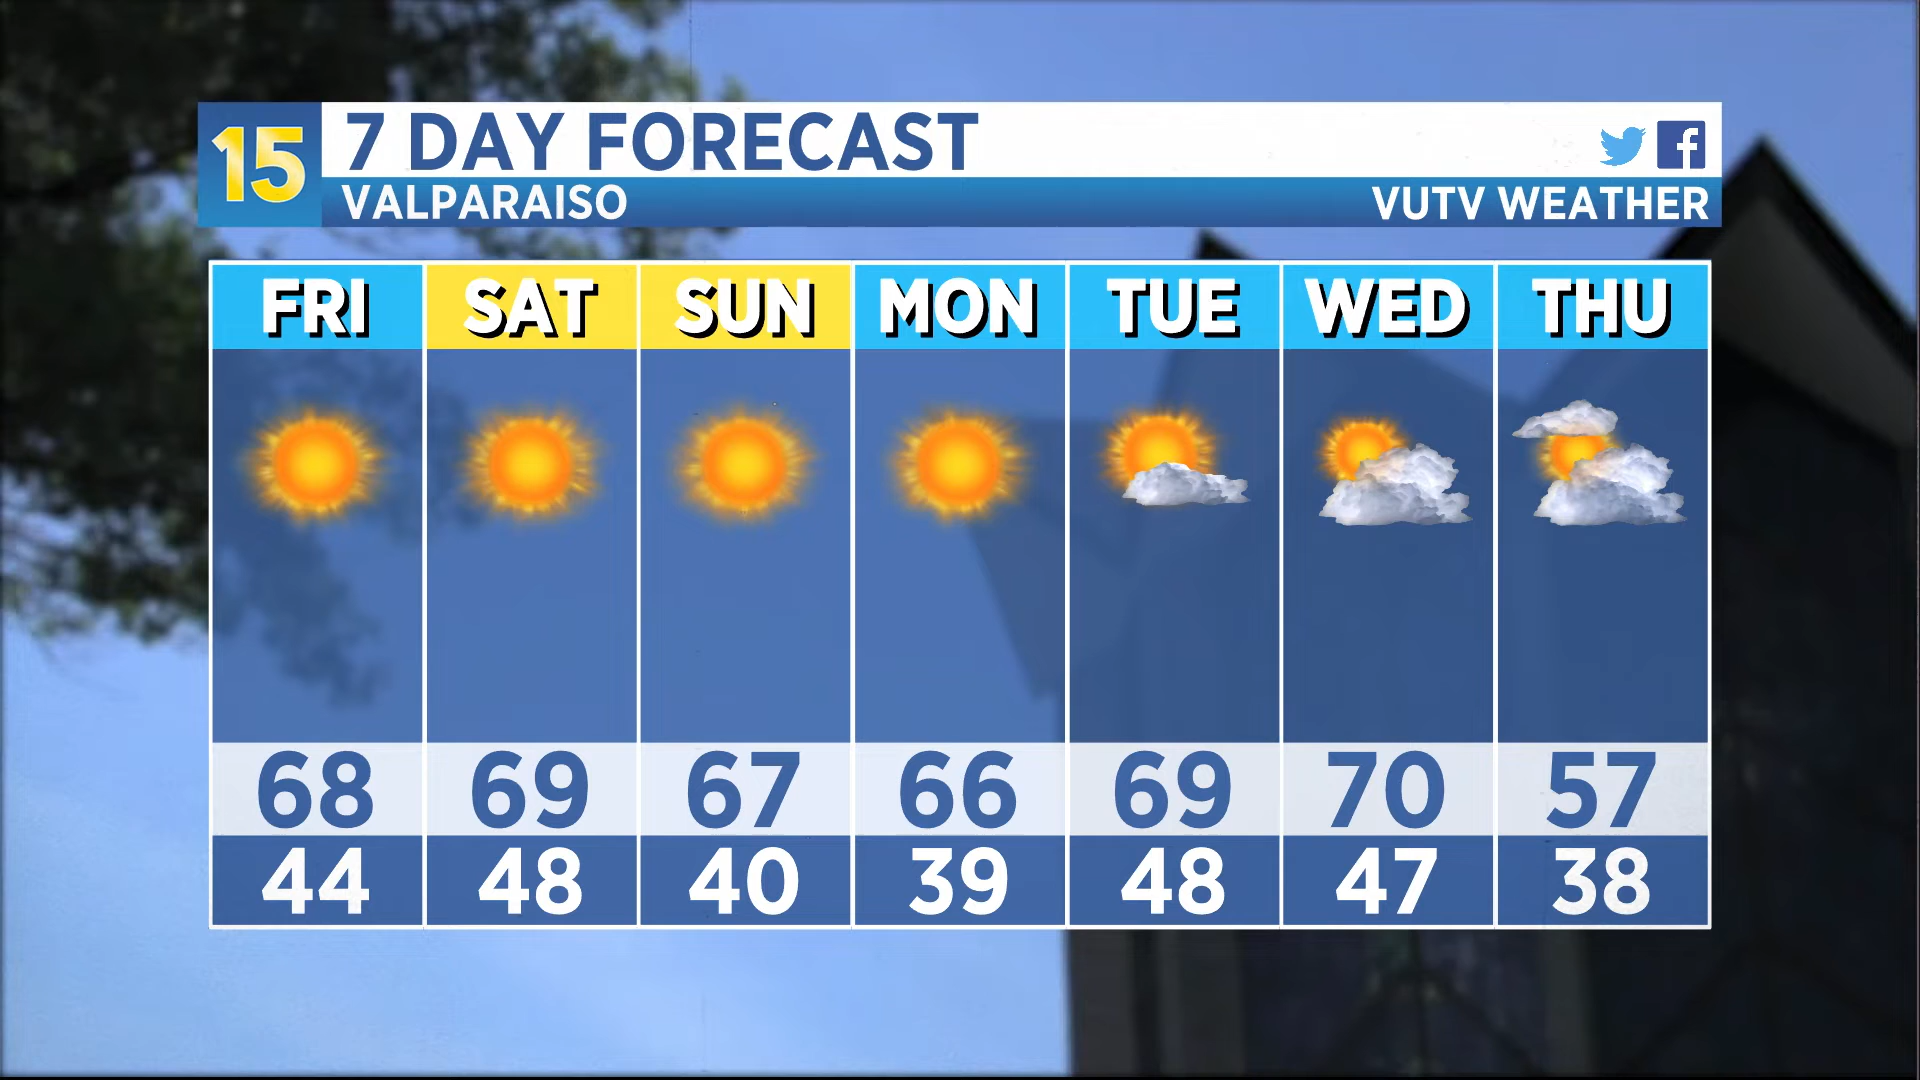 15
7 DAY FORECAST
VALPARAISO
VUTV WEATHER
FRI SAT SUN MON TUE WED THU
68 69 67 66 69 70 57
44 48 40 39 48 47 38